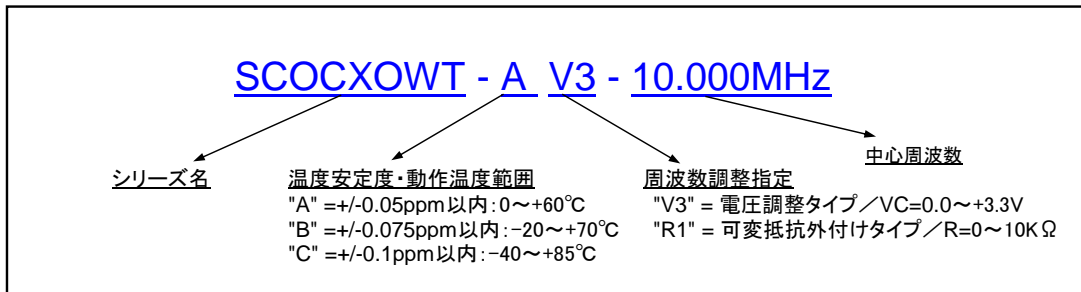 SCOCXOWT - A V3 - 10.000MHz
中心周波数
シリーズ名
温度安定度・動作温度範囲
"A" =+/-0.05ppm以内:0～+60℃
"B" =+/-0.075ppm以内:-20～+70℃
"C" =+/-0.1ppm以内:-40～+85℃
周波数調整指定
"V3" = 電圧調整タイプ／VC=0.0～+3.3V
"R1" = 可変抵抗外付けタイプ／R=0～10KΩ